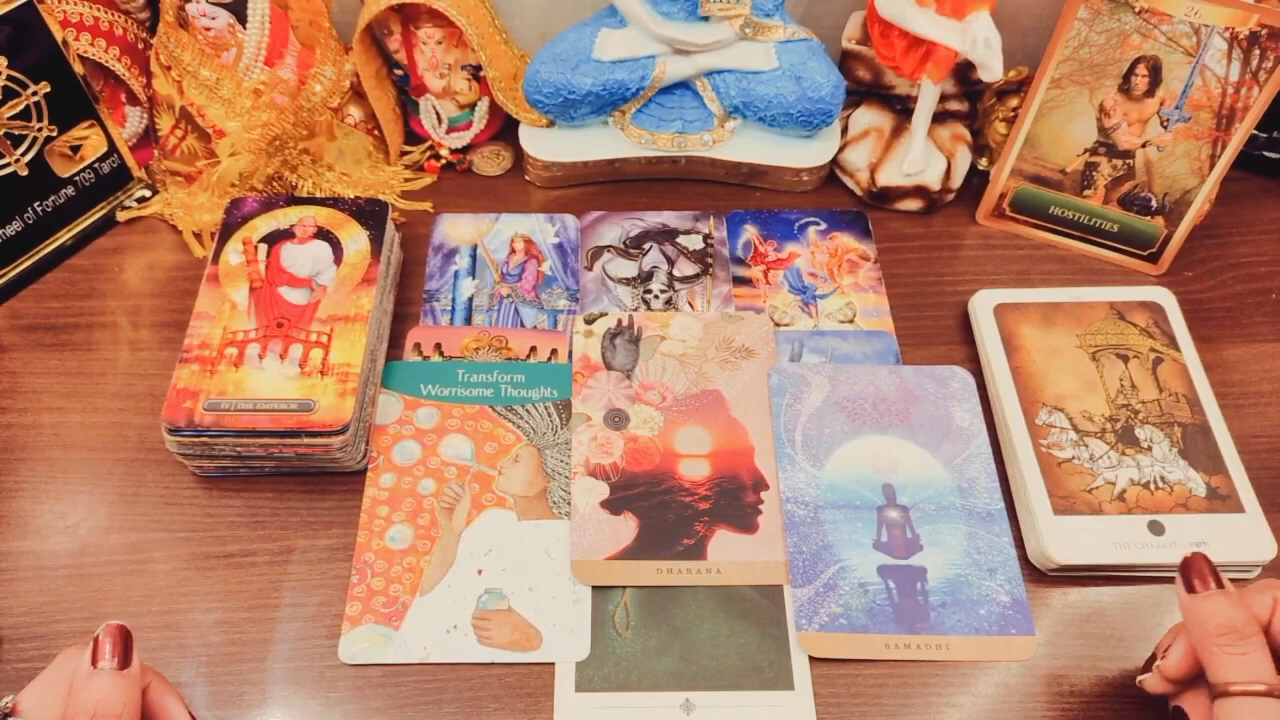 heel of Fortune 709 Tarot
26
HOSTILITIES
IV | THE EMPEROR
Transform
Worrisome Thoughts
DHARANA
SAMADHI
THE CHARIOT